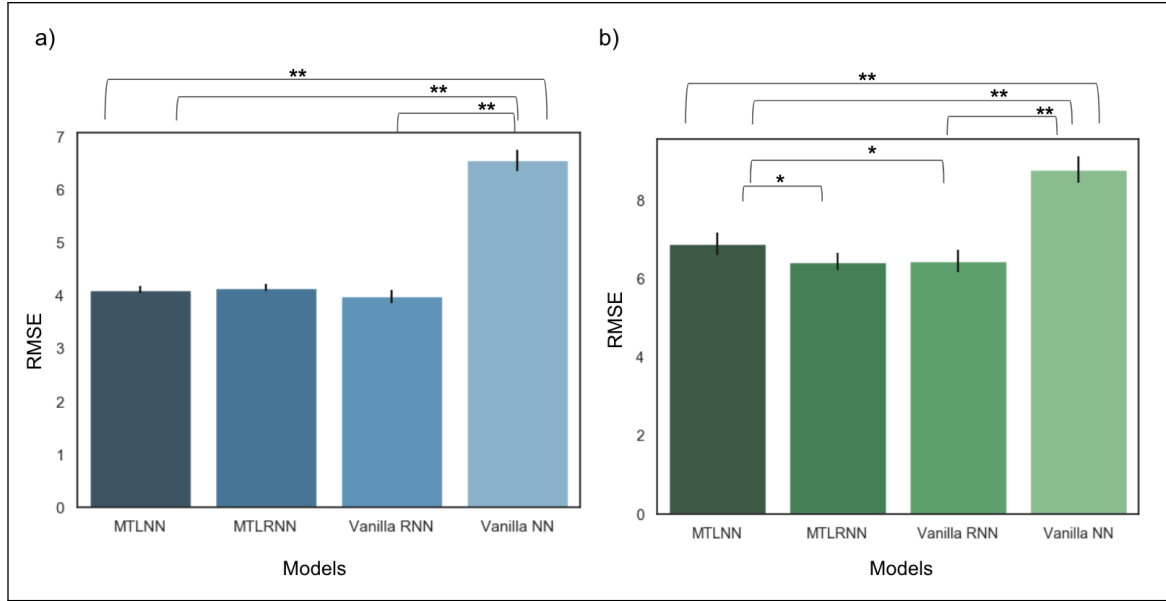 a)
**
**
**
7
6
5
4
3
2
1
0
RMSE
MTLNN MTLRNN Vanilla RNN Vanilla NN
Models
b)
**
**
**
*
*
8
6
4
2
0
RMSE
MTLNN MTLRNN Vanilla RNN Vanilla NN
Models